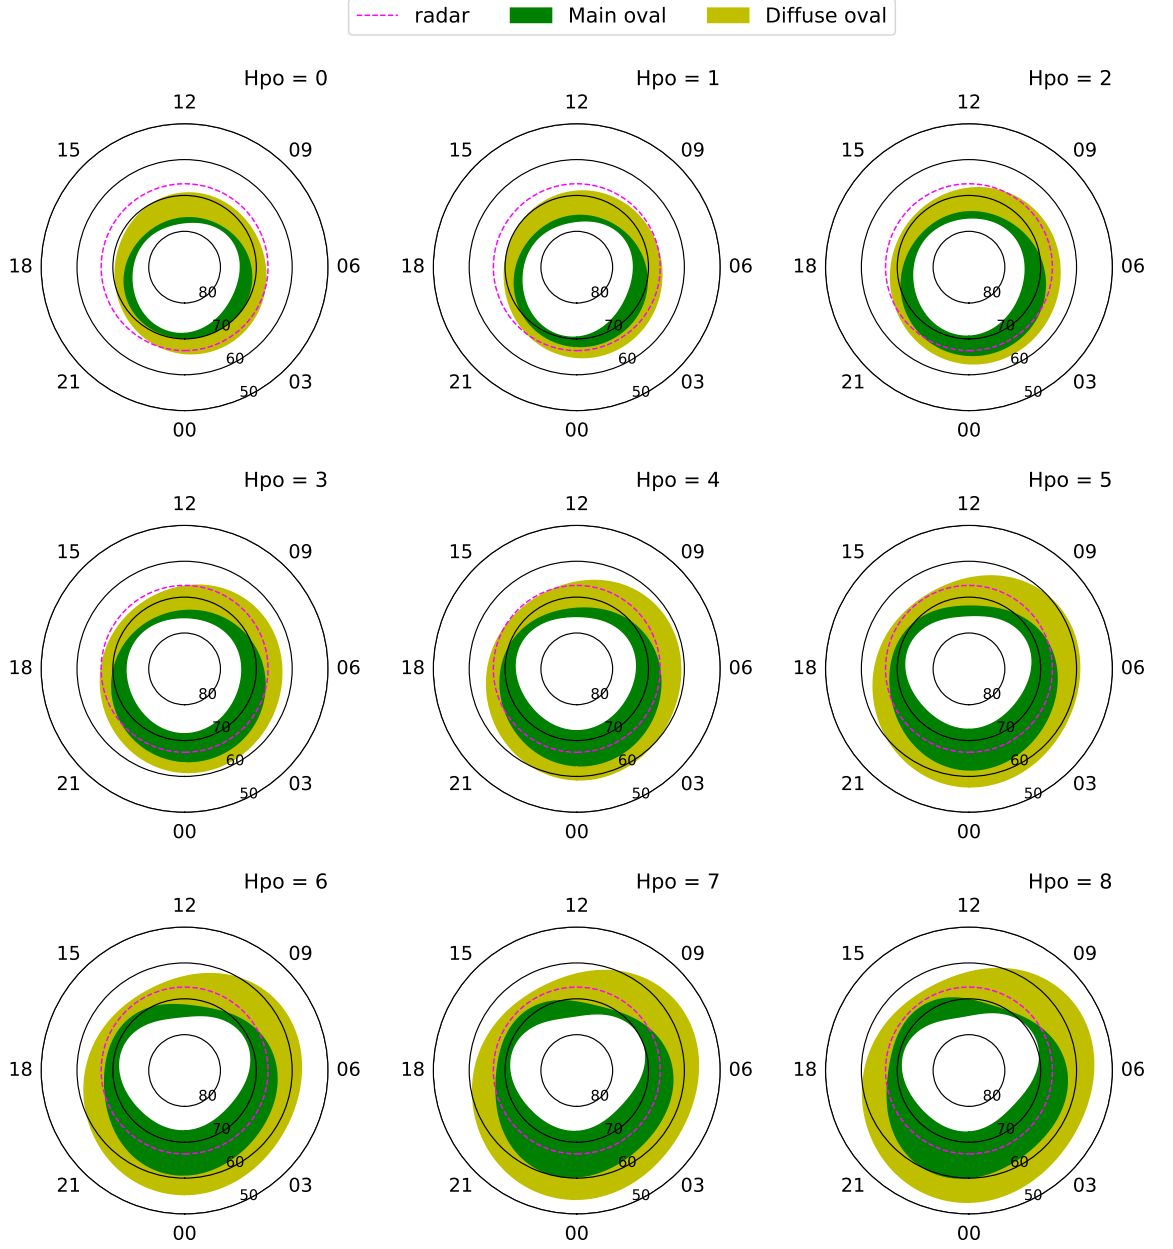 radar Main oval Diffuse oval
Hpo = 0 Hpo = 1 Hpo = 2
12 12 12
15 09 15 09 15 09
18 06 18 06 18 06
80 80 80
70 70 70
60 60 60
21 03 21 03 21 03
50 50 50
00 00 00
Hpo = 3 Hpo = 4 Hpo = 5
12 12 12
15 09 15 09 15 09
18 06 18 06 18 06
80 80 80
70 70 70
60 60 60
21 03 21 03 21 03
50 50 50
00 00 00
Hpo = 6 Hpo = 7 Hpo = 8
12 12 12
15 09 15 09 15 09
18 06 18 06 18 06
80 80 80
70 70 70
60 60 60
21 03 21 03 21 03
50 50 50
00 00 00